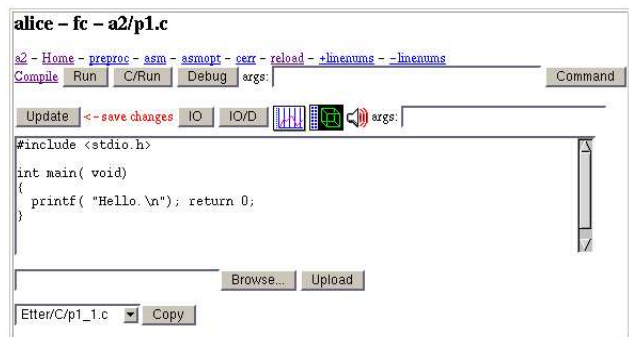 alice – fc – a2/p1.c
a2 – Home – preproc – asm – asmopt – cerr – reload – +linenums – –linenums
Compile Run C/Run Debug args: Command
Update <-save changes IO IO/D args:
#include <stdio.h>
int main( void)
{
printf( "Hello.\n"); return 0;
}
Browse... Upload
Etter/C/p1_1.c Copy